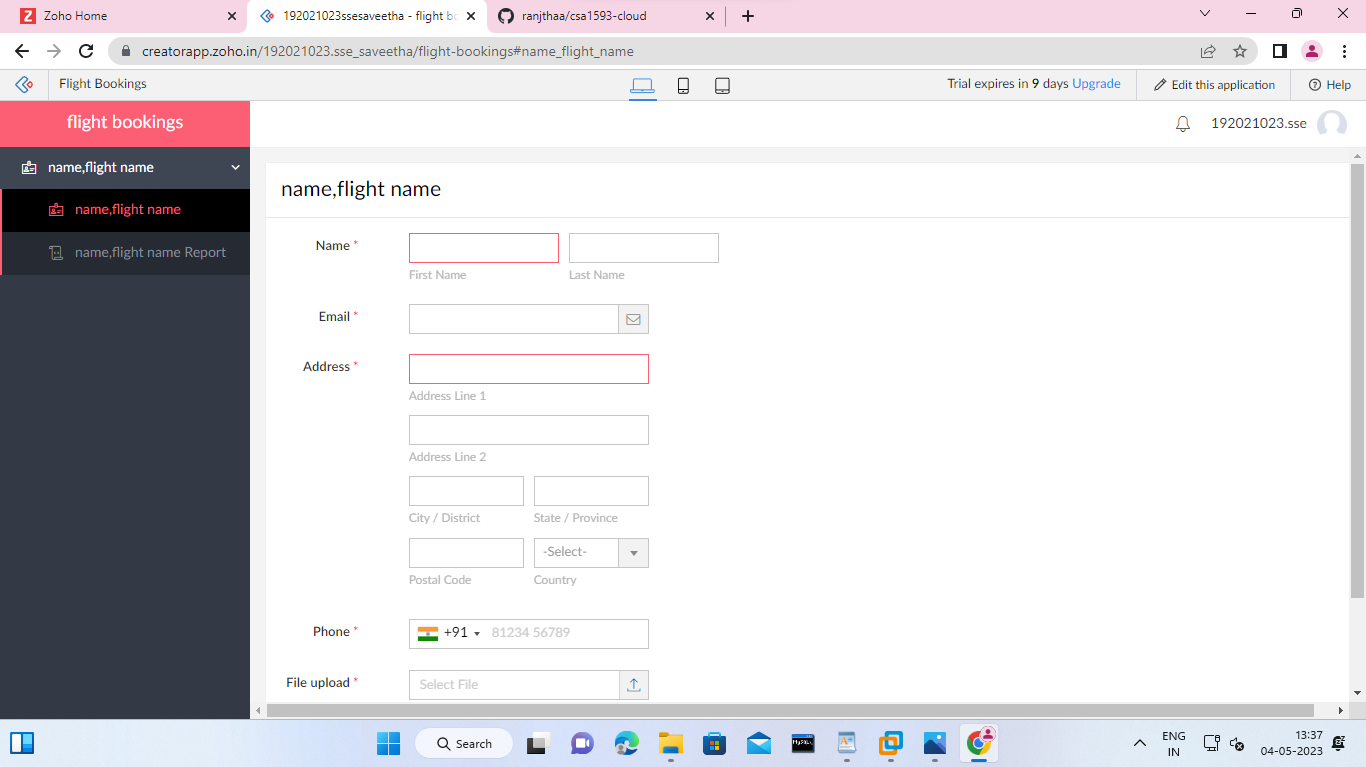 Zoho Home
192021023ssesaveetha - flight bo
ranjthaa/csa1593-cloud
creatorapp.zoho.in/192021023.sse_saveetha/flight-bookings#name_flight_name
Flight Bookings
Trial expires in 9 days Upgrade
Edit this application
Help
flight bookings
192021023.sse
name,flight name
name,flight name
name,flight name Report
name,flight name
Name *
First Name
Last Name
Email *
Address *
Address Line 1
Address Line 2
City / District
State / Province
-Select-
Postal Code
Country
Phone *
+91
81234 56789
File upload *
Select File
Search
MySQL
ENG
IN
13:37
04-05-2023